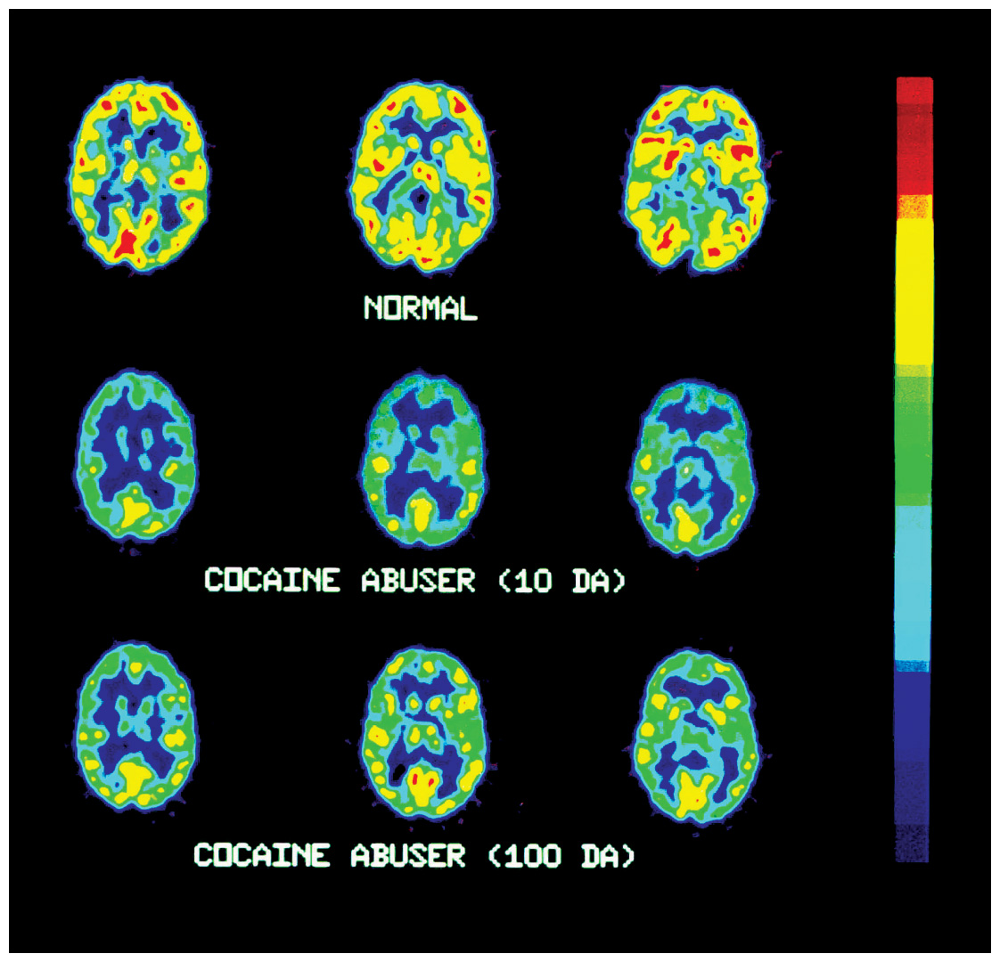 NORMAL
COCAINE ABUSER (10 DA)
COCAINE ABUSER (100 DA)